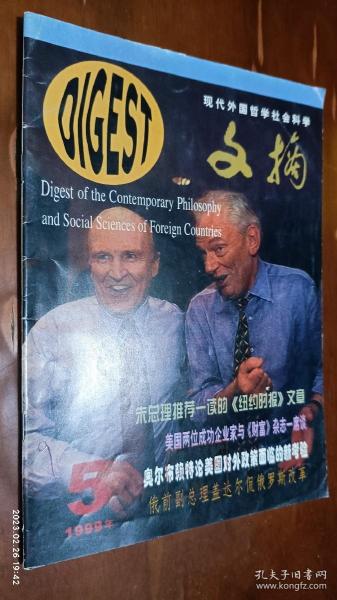 DIGEST
现代外国哲学社会科学
文摘
Digest of the Contemporary Philosophy
and Social Sciences of Foreign Countries
朱总理推荐一读的《纽约时报》文章
美国两位成功企业家与《财富》杂志一席谈
奥尔布赖特论美国对外政策面临的新考验
俄前副总理盖达尔侃俄罗斯改革
5
1998年
2023.02.26 19:42
孔夫子旧书网